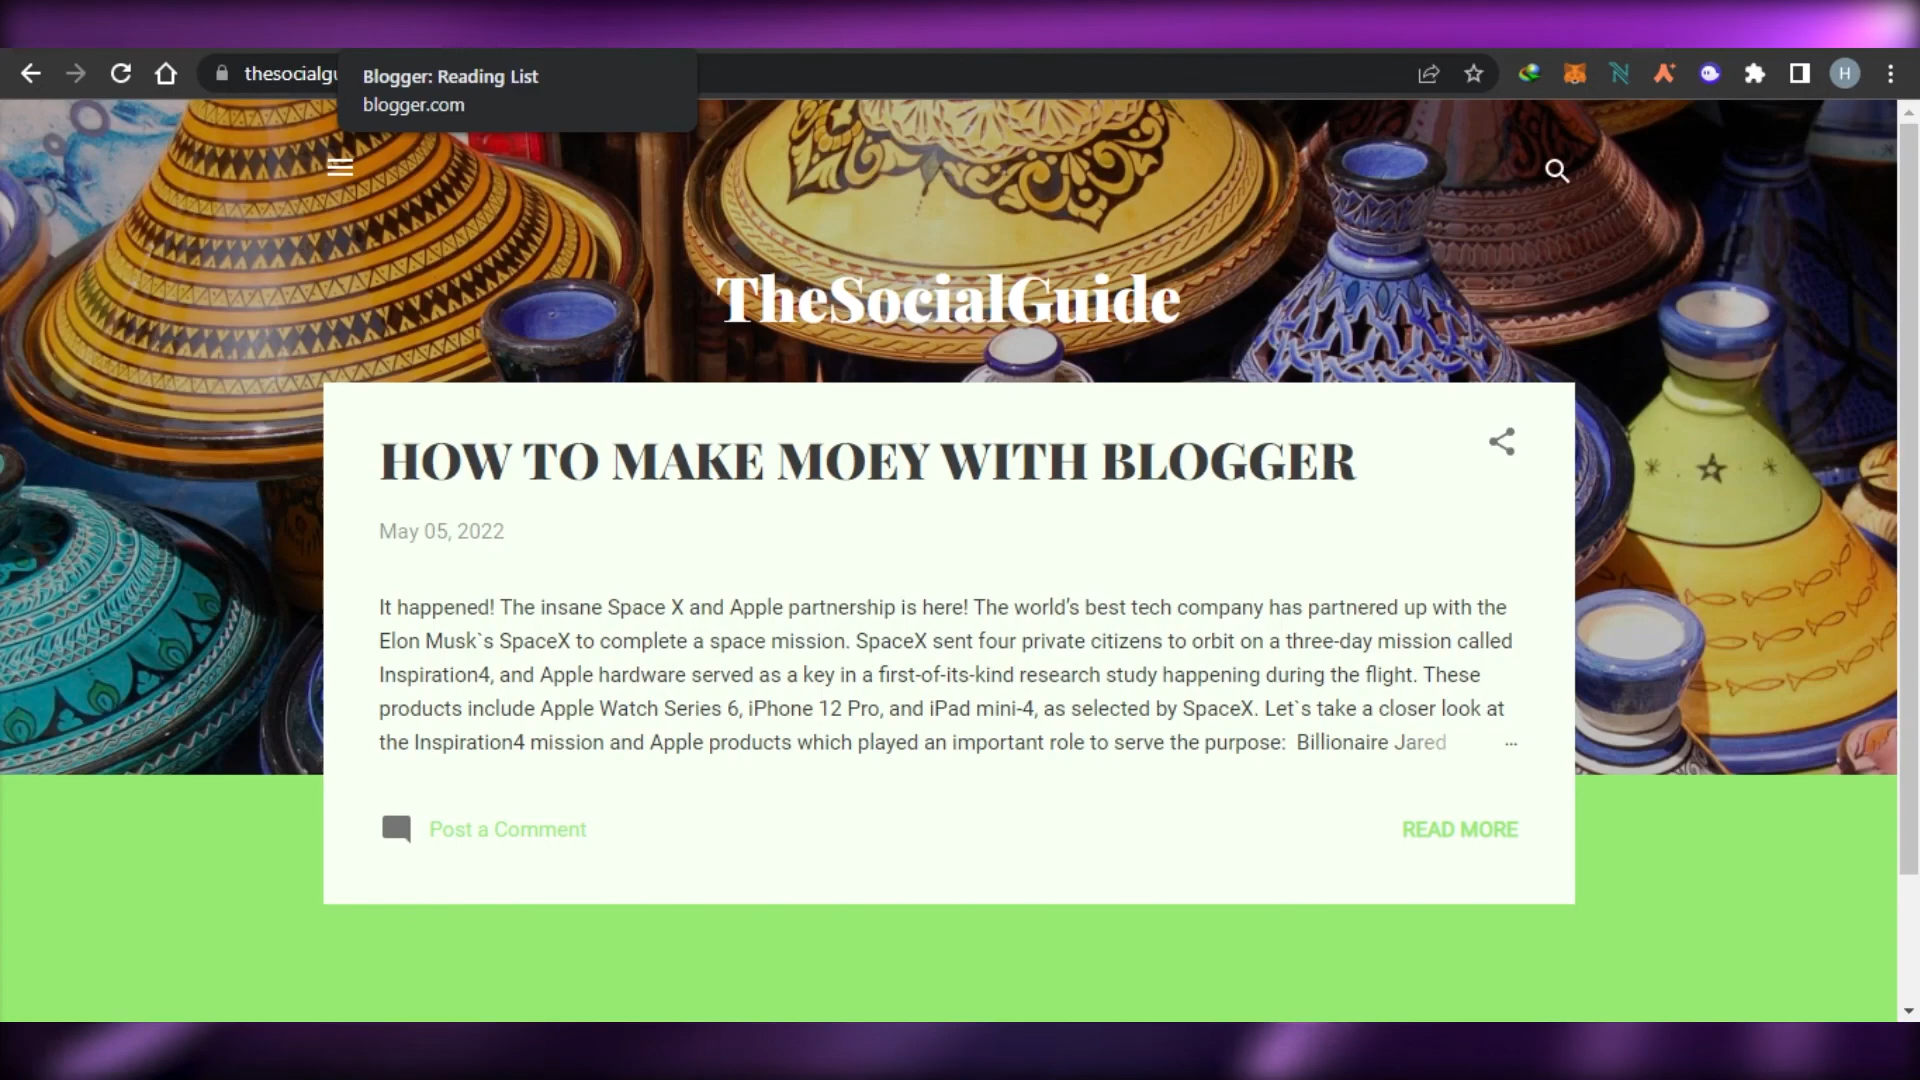 thesocialgu
Blogger: Reading List
blogger.com
H
TheSocialGuide
HOW TO MAKE MOEY WITH BLOGGER
May 05, 2022
It happened! The insane Space X and Apple partnership is here! The world’s best tech company has partnered up with the
Elon Musk`s SpaceX to complete a space mission. SpaceX sent four private citizens to orbit on a three-day mission called
Inspiration4, and Apple hardware served as a key in a first-of-its-kind research study happening during the flight. These
products include Apple Watch Series 6, iPhone 12 Pro, and iPad mini-4, as selected by SpaceX. Let`s take a closer look at
the Inspiration4 mission and Apple products which played an important role to serve the purpose:  Billionaire Jared ...
Post a Comment
READ MORE